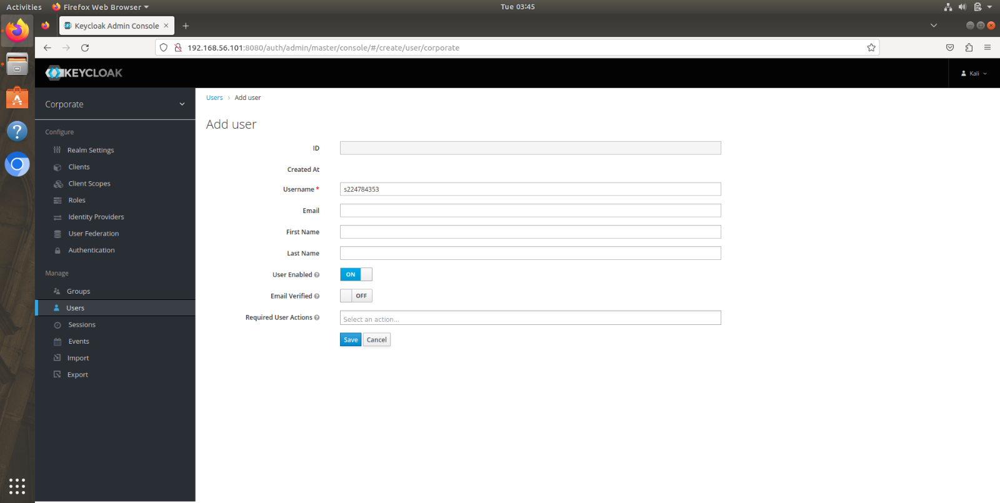 Activities Firefox Web Browser Tue 03:45
Keycloak Admin Console
192.168.56.101:8080/auth/admin/master/console/#/create/user/corporate
KEYCLOAK Kali
Corporate
Configure
Realm Settings
Clients
Client Scopes
Roles
Identity Providers
User Federation
Authentication
Manage
Groups
Users
Sessions
Events
Import
Export
Users › Add user
Add user
ID
Created At
Username * s224784353
Email
First Name
Last Name
User Enabled ON
Email Verified OFF
Required User Actions Select an action...
Save Cancel